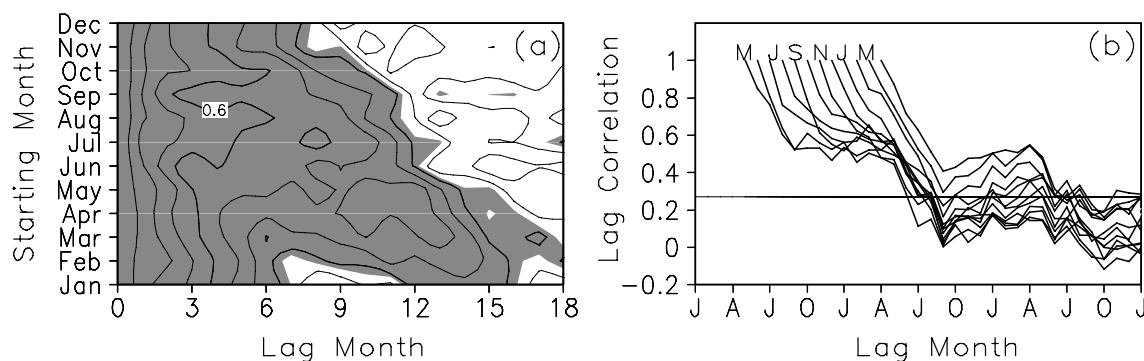 (a)
Starting Month
Dec
Nov
Oct
Sep
Aug
Jul
Jun
May
Apr
Mar
Feb
Jan
0.6
0 3 6 9 12 15 18
Lag Month
(b)
Lag Correlation
M J S N J M
1
0.8
0.6
0.4
0.2
0
-0.2
J A J O J A J O J A J O J
Lag Month